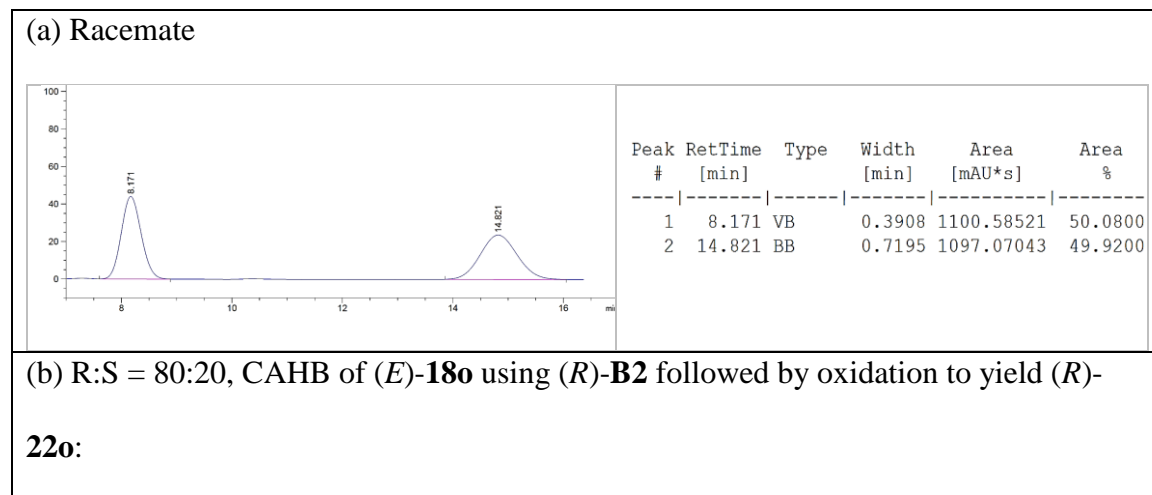 (a) Racemate
100
80
60
40
20
0
8.171
14.821
8 10 12 14 16
Peak RetTime Type Width Area Area
# [min] [min] [mAU*s] %
----|-------|------|-------|----------|--------
1 8.171 VB 0.3908 1100.58521 50.0800
2 14.821 BB 0.7195 1097.07043 49.9200
(b) R:S = 80:20, CAHB of (E)-18o using (R)-B2 followed by oxidation to yield (R)-
22o: